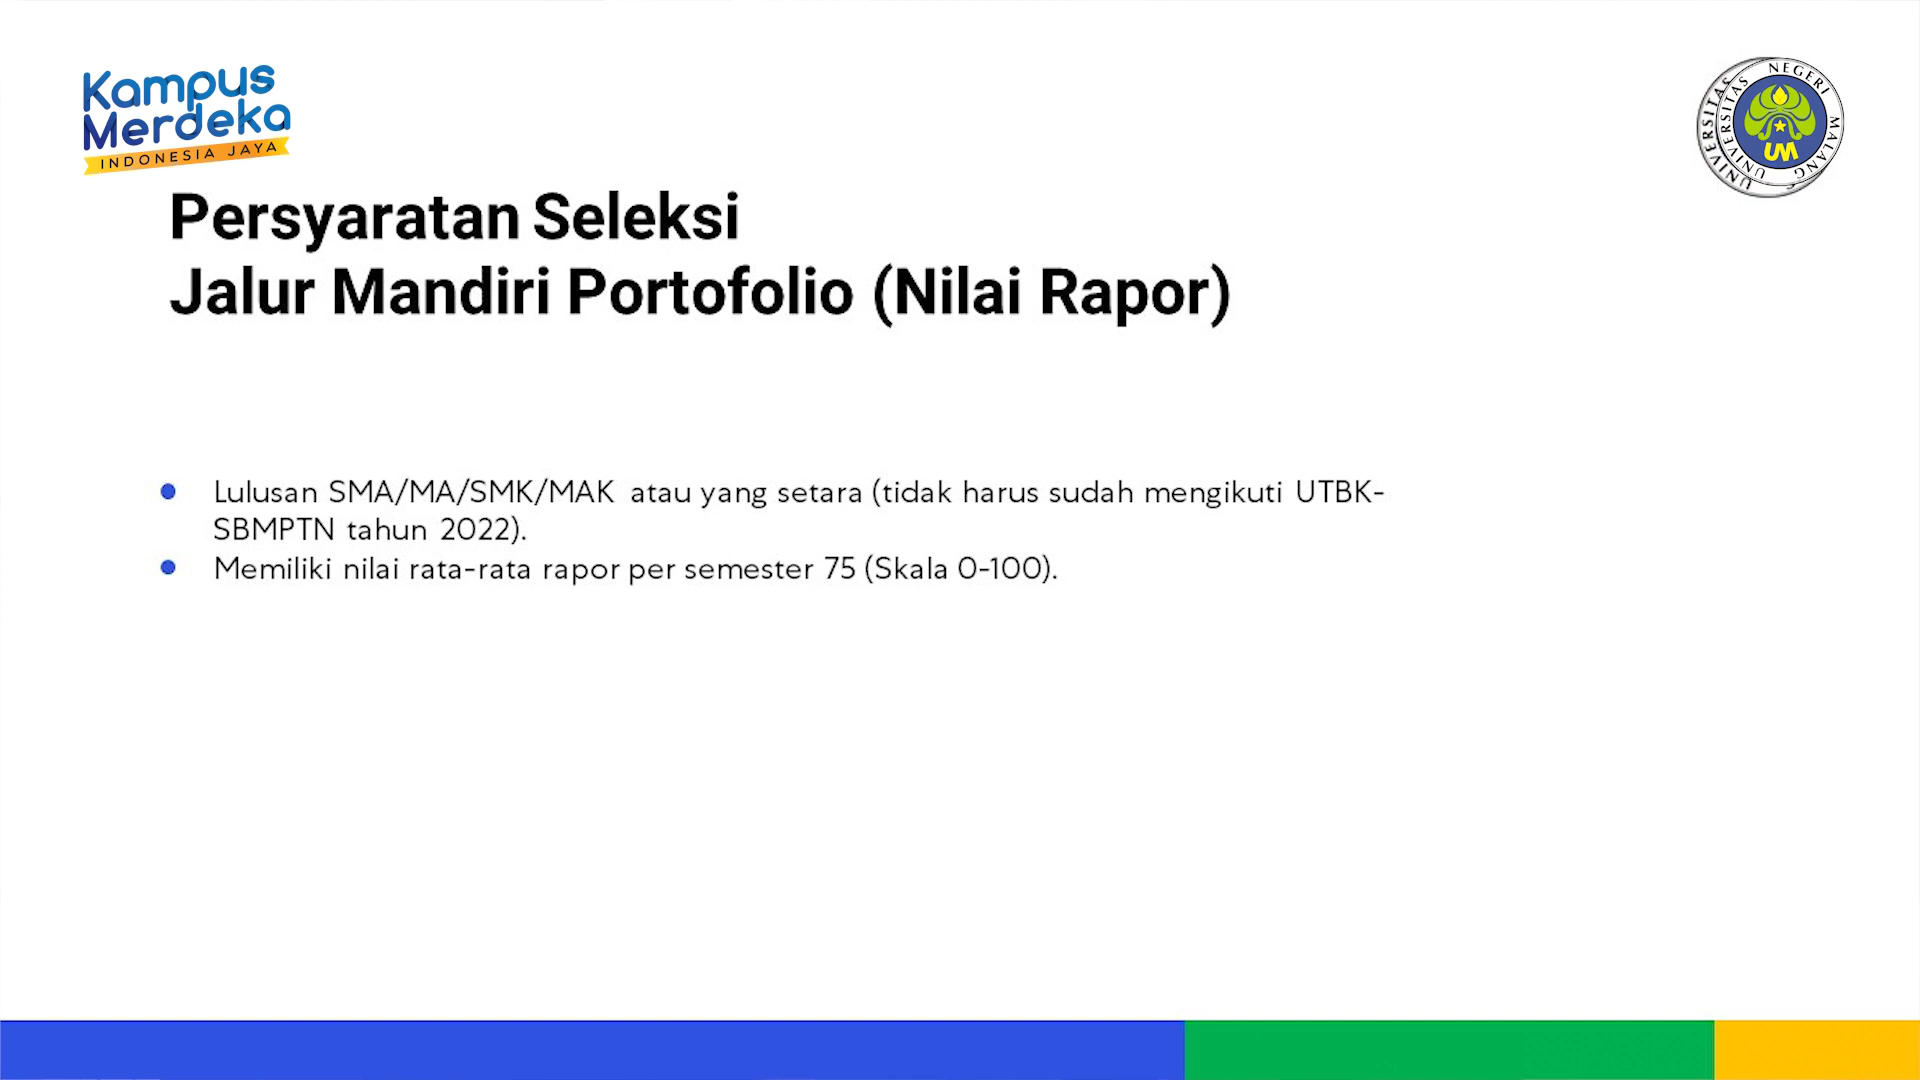 Kampus
Merdeka
INDONESIA JAYA
UNIVERSITAS NEGERI MALANG
UM
Persyaratan Seleksi
Jalur Mandiri Portofolio (Nilai Rapor)
Lulusan SMA/MA/SMK/MAK atau yang setara (tidak harus sudah mengikuti UTBK-
SBMPTN tahun 2022).
Memiliki nilai rata-rata rapor per semester 75 (Skala 0-100).